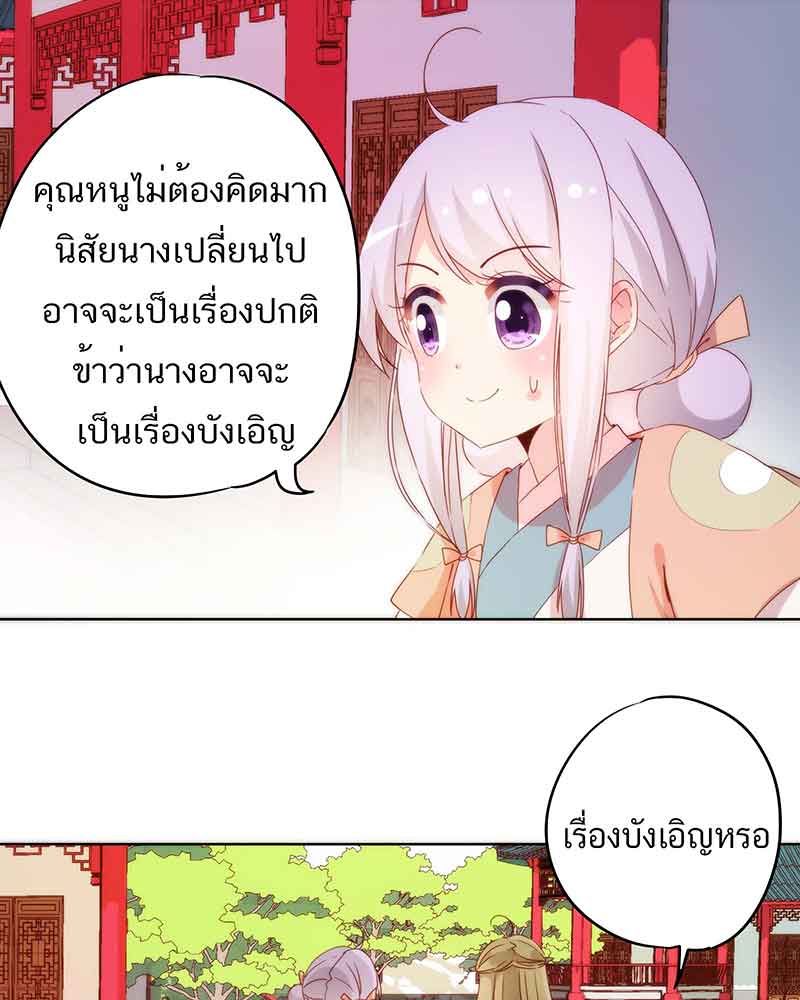 คุณหนูไม่ต้องคิดมาก
นิสัยนางเปลี่ยนไป
อาจจะเป็นเรื่องปกติ
ข้าว่านางอาจจะ
เป็นเรื่องบังเอิญ
เรื่องบังเอิญหรอ